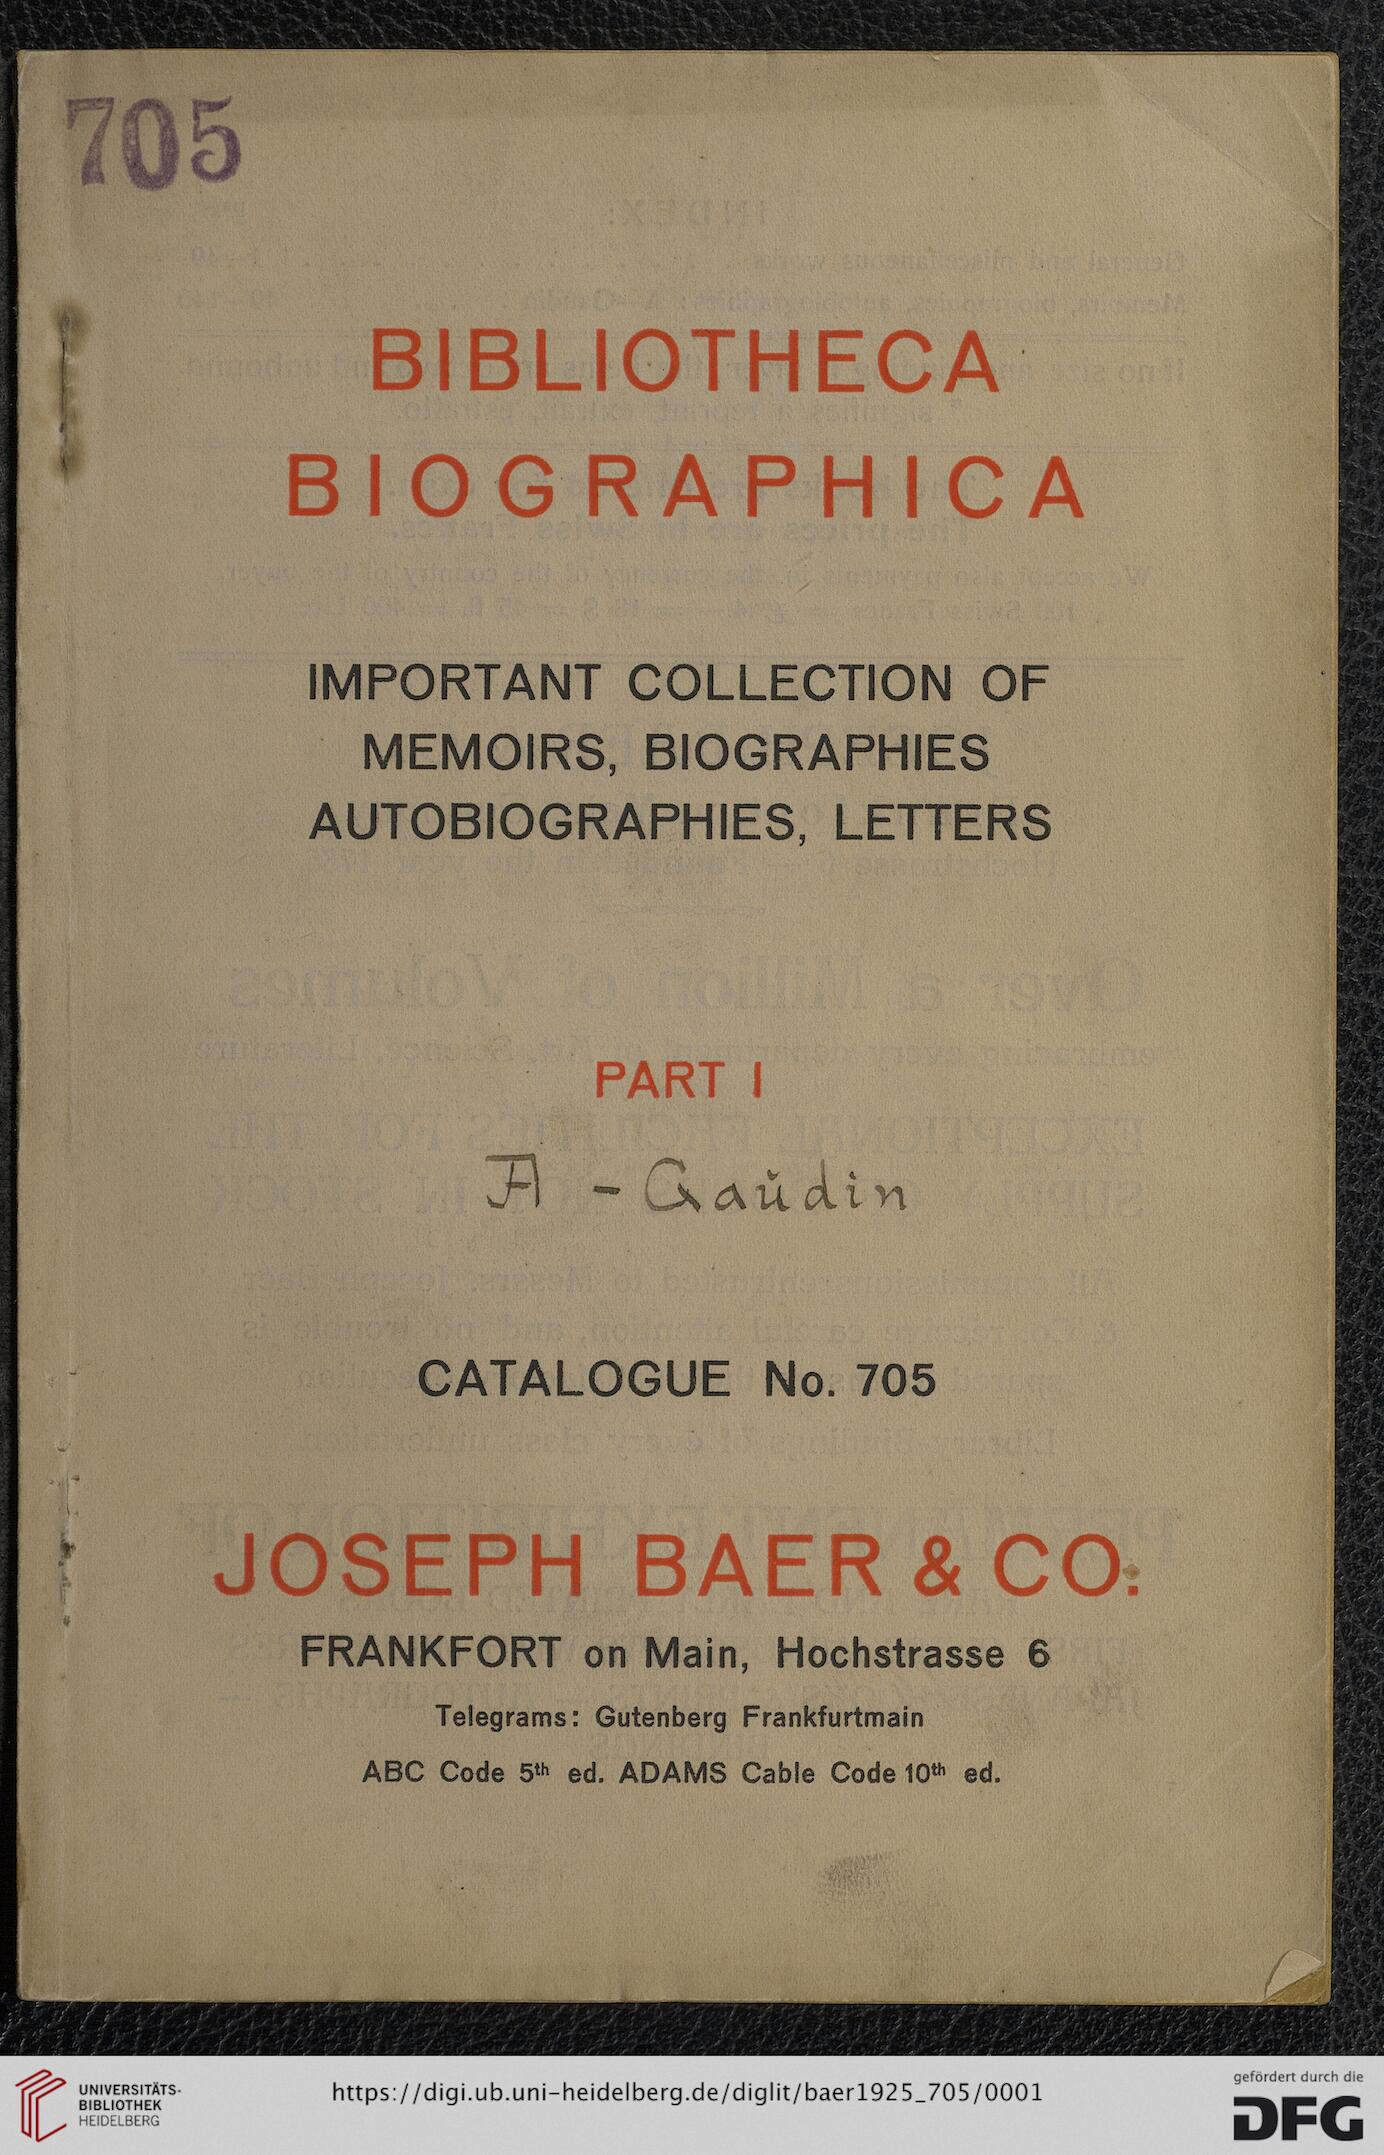 705
BIBLIOTHECA
BIOGRAPHICA
IMPORTANT COLLECTION OF
MEMOIRS, BIOGRAPHIES
AUTOBIOGRAPHIES, LETTERS
PART I
A - Gaudin
CATALOGUE No. 705
JOSEPH BAER & CO.
FRANKFORT on Main, Hochstrasse 6
Telegrams: Gutenberg Frankfurtmain
ABC Code 5th ed. ADAMS Cable Code 10th ed.
UNIVERSITÄTS-
BIBLIOTHEK
HEIDELBERG
https://digi.ub.uni-heidelberg.de/diglit/baer1925_705/0001
gefördert durch die
DFG